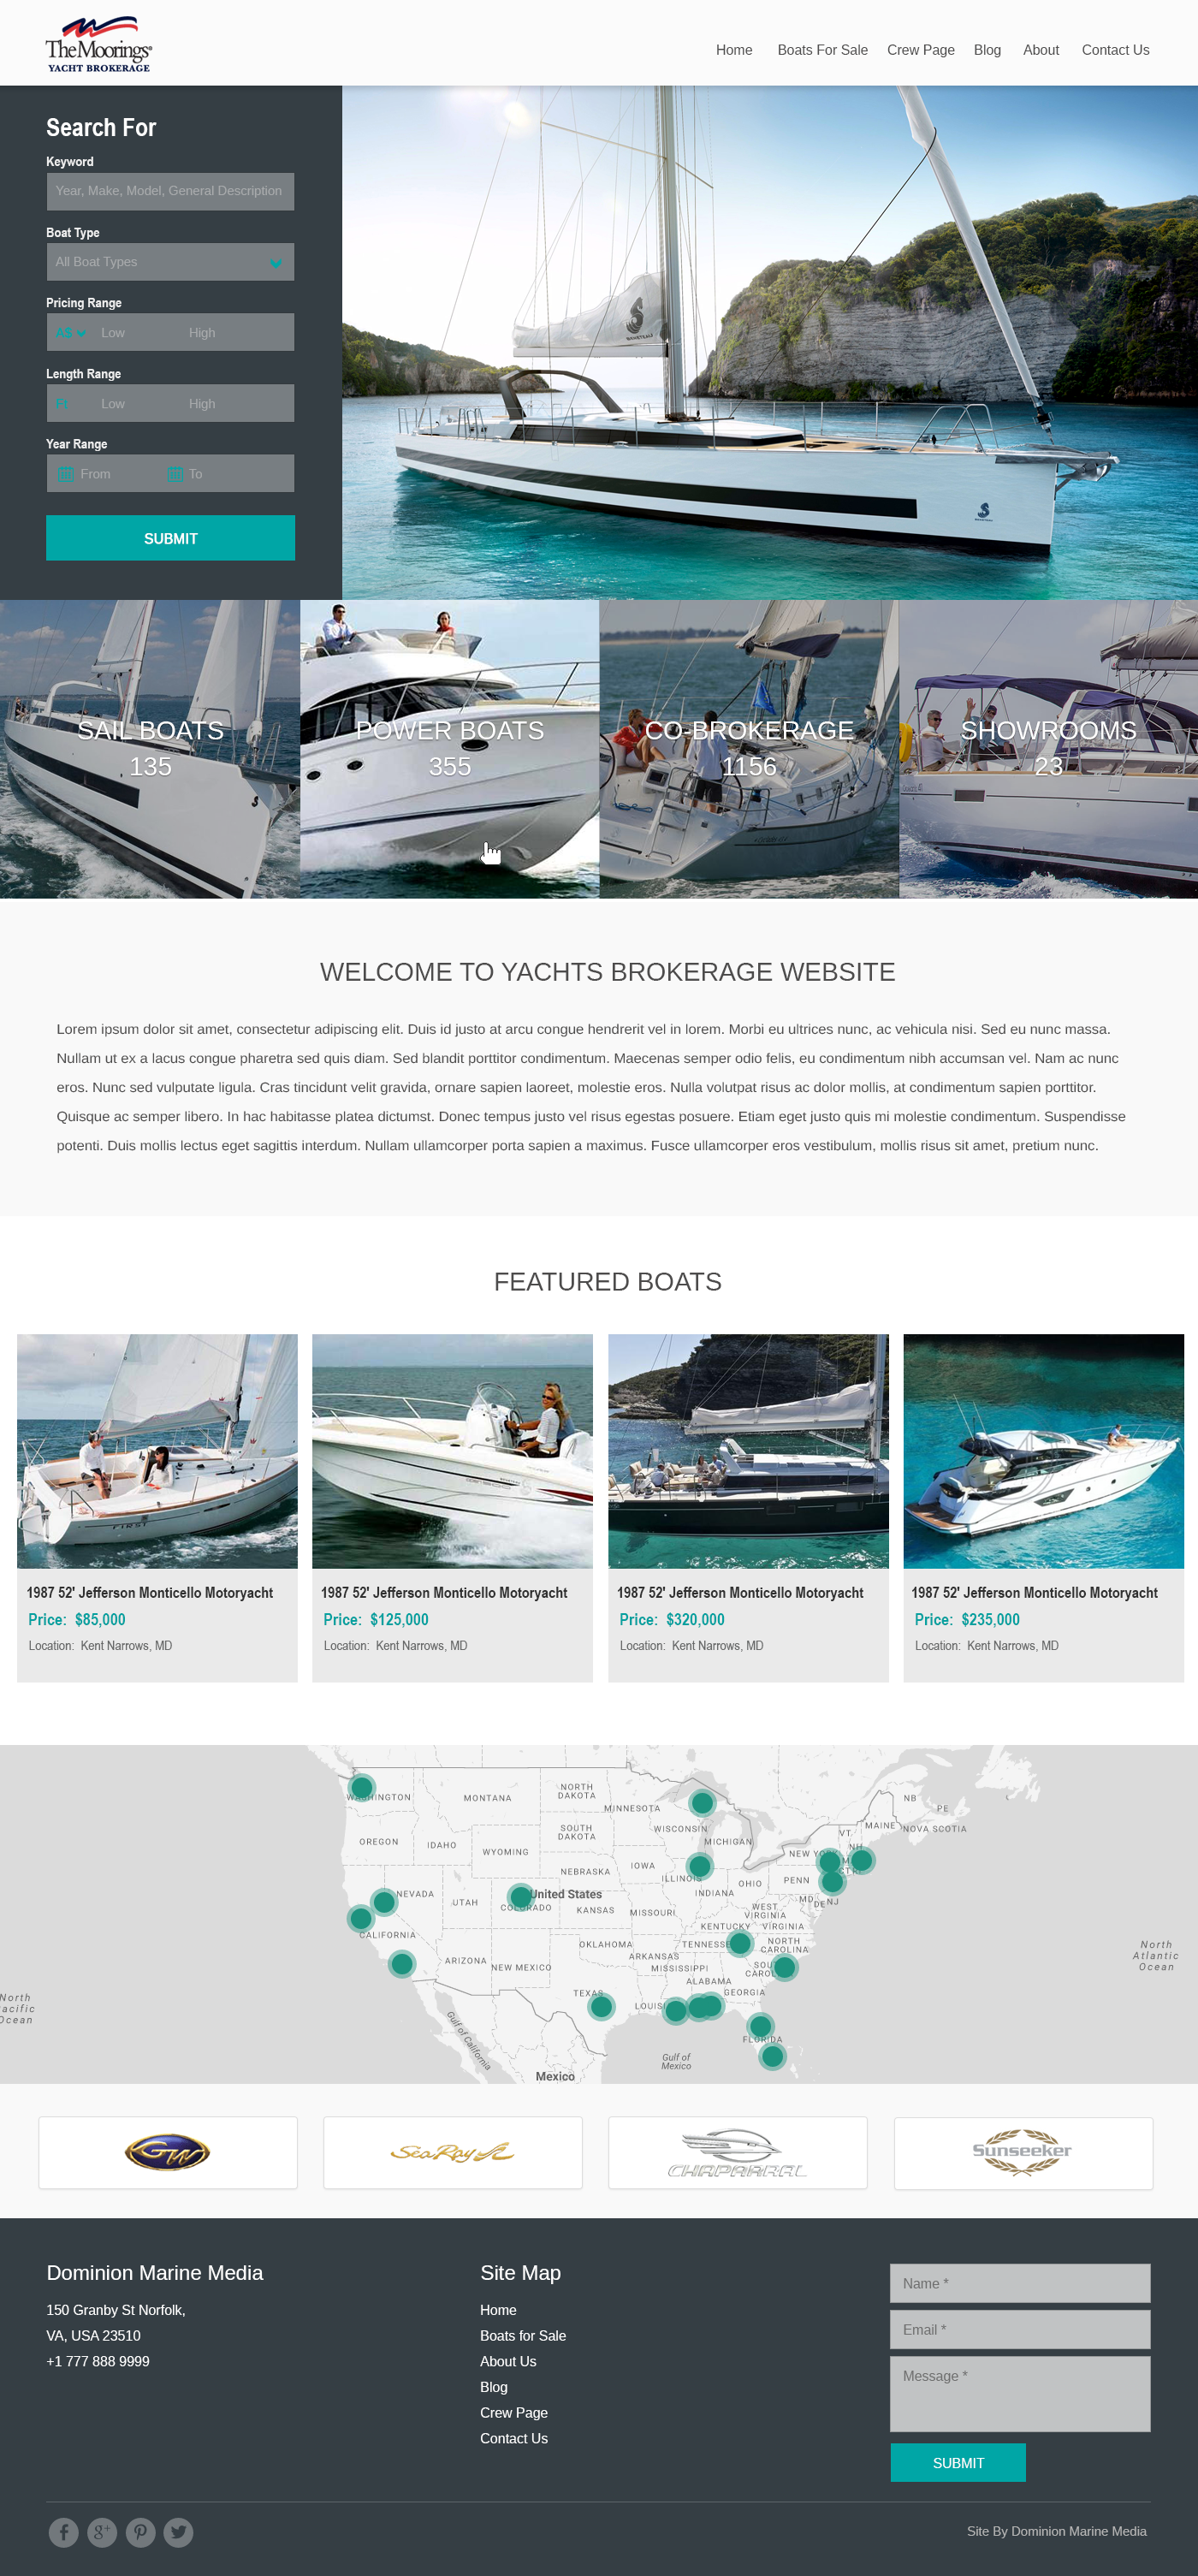 The Moorings®
YACHT BROKERAGE
Home Boats For Sale Crew Page Blog About Contact Us
Search For
Keyword
Year, Make, Model, General Description
Boat Type
All Boat Types
Pricing Range
A$ Low High
Length Range
Ft Low High
Year Range
From To
SUBMIT
BENETEAU
SAIL BOATS
135
POWER BOATS
355
CO-BROKERAGE
1156
SHOWROOMS
23
WELCOME TO YACHTS BROKERAGE WEBSITE
Lorem ipsum dolor sit amet, consectetur adipiscing elit. Duis id justo at arcu congue hendrerit vel in lorem. Morbi eu ultrices nunc, ac vehicula nisi. Sed eu nunc massa.
Nullam ut ex a lacus congue pharetra sed quis diam. Sed blandit porttitor condimentum. Maecenas semper odio felis, eu condimentum nibh accumsan vel. Nam ac nunc
eros. Nunc sed vulputate ligula. Cras tincidunt velit gravida, ornare sapien laoreet, molestie eros. Nulla volutpat risus ac dolor mollis, at condimentum sapien porttitor.
Quisque ac semper libero. In hac habitasse platea dictumst. Donec tempus justo vel risus egestas posuere. Etiam eget justo quis mi molestie condimentum. Suspendisse
potenti. Duis mollis lectus eget sagittis interdum. Nullam ullamcorper porta sapien a maximus. Fusce ullamcorper eros vestibulum, mollis risus sit amet, pretium nunc.
FEATURED BOATS
FIRST
1987 52' Jefferson Monticello Motoryacht
Price: $85,000
Location: Kent Narrows, MD
1987 52' Jefferson Monticello Motoryacht
Price: $125,000
Location: Kent Narrows, MD
1987 52' Jefferson Monticello Motoryacht
Price: $320,000
Location: Kent Narrows, MD
1987 52' Jefferson Monticello Motoryacht
Price: $235,000
Location: Kent Narrows, MD
MONTANA
NORTH
DAKOTA
MINNESOTA
NB
PE
SOUTH
DAKOTA
WISCONSIN
MICHIGAN
VT
MAINE
NOVA SCOTIA
OREGON
IDAHO
WYOMING
NH
NEBRASKA
IOWA
ILLINOIS
OHIO
PENN
NEVADA
UTAH
United States
INDIANA
KANSAS
MISSOURI
WEST
VIRGINIA
MD
DE
NJ
CALIFORNIA
KENTUCKY
VIRGINIA
OKLAHOMA
TENNESSEE
NORTH
CAROLINA
ARIZONA
NEW MEXICO
ARKANSAS
MISSISSIPPI
ALABAMA
GEORGIA
TEXAS
FLORIDA
North
Atlantic
Ocean
North
acific
Ocean
Gulf of California
Gulf of
Mexico
Mexico
GW
Sea Ray
CHAPARRAL
Sunseeker
Dominion Marine Media
150 Granby St Norfolk,
VA, USA 23510
+1 777 888 9999
Site Map
Home
Boats for Sale
About Us
Blog
Crew Page
Contact Us
Name *
Email *
Message *
SUBMIT
Site By Dominion Marine Media